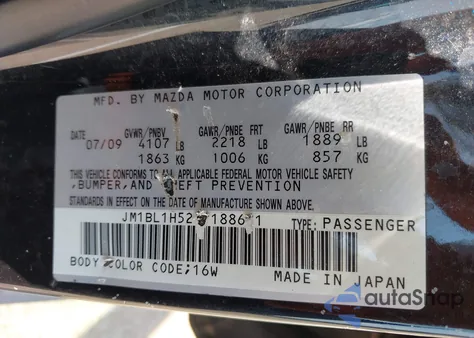 MFD. BY MAZDA MOTOR CORPORATION
GVWR/PNBV GAWR/PNBE FRT GAWR/PNBE RR
07/09 4107 LB 2218 LB 1889 LB
1863 KG 1006 KG 857 KG
THIS VEHICLE CONFORMS TO ALL APPLICABLE FEDERAL MOTOR VEHICLE SAFETY
,BUMPER,AND THEFT PREVENTION
STANDARDS IN EFFECT ON THE DATE OF MANUFACTURE SHOWN ABOVE.
TYPE: PASSENGER
BODY COLOR CODE:16W MADE IN JAPAN
autoSnap